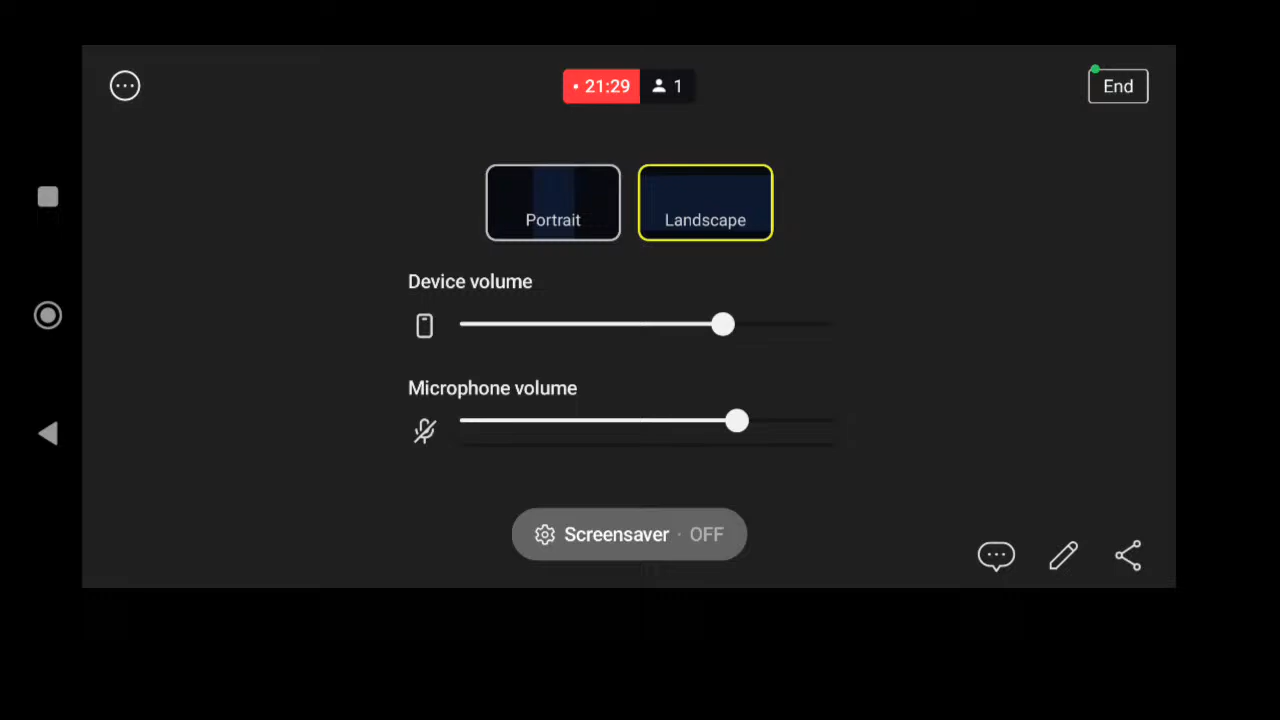 21:29 1
End
Portrait
Landscape
Device volume
Microphone volume
Screensaver · OFF